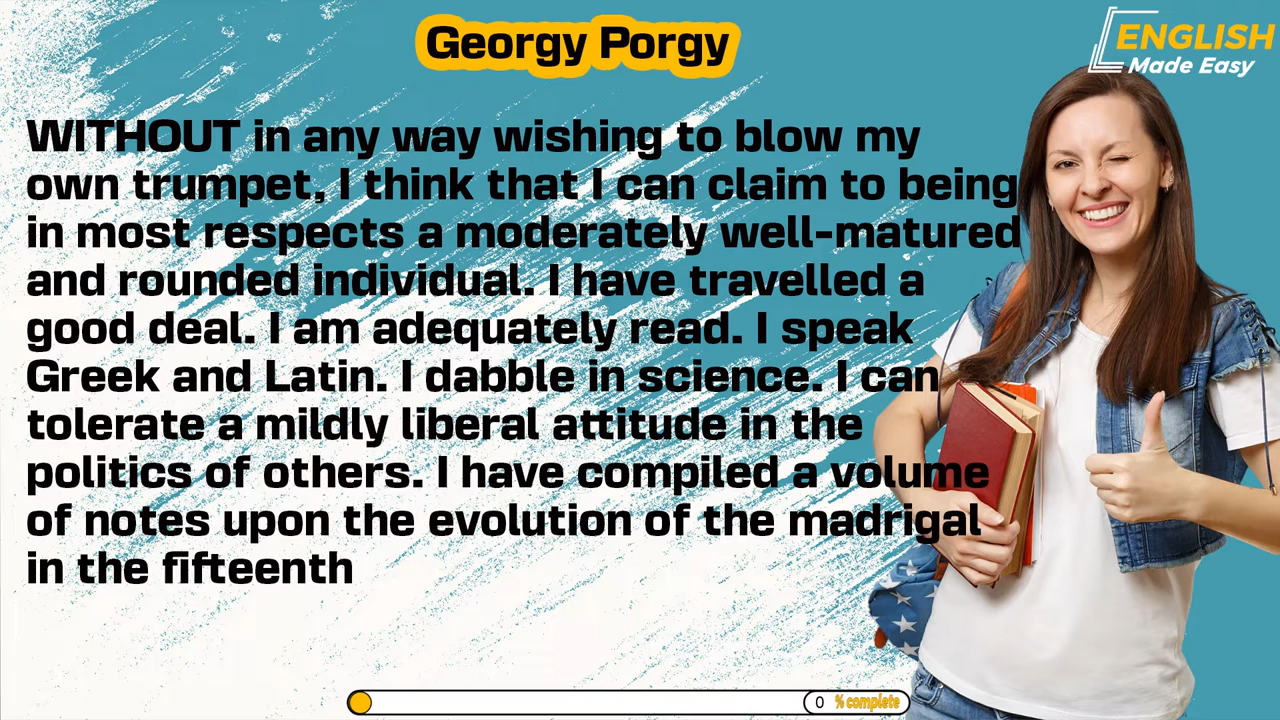 Georgy Porgy
ENGLISH
Made Easy
WITHOUT in any way wishing to blow my
own trumpet, I think that I can claim to being
in most respects a moderately well-matured
and rounded individual. I have travelled a
good deal. I am adequately read. I speak
Greek and Latin. I dabble in science. I can
tolerate a mildly liberal attitude in the
politics of others. I have compiled a volume
of notes upon the evolution of the madrigal
in the fifteenth
0 % complete